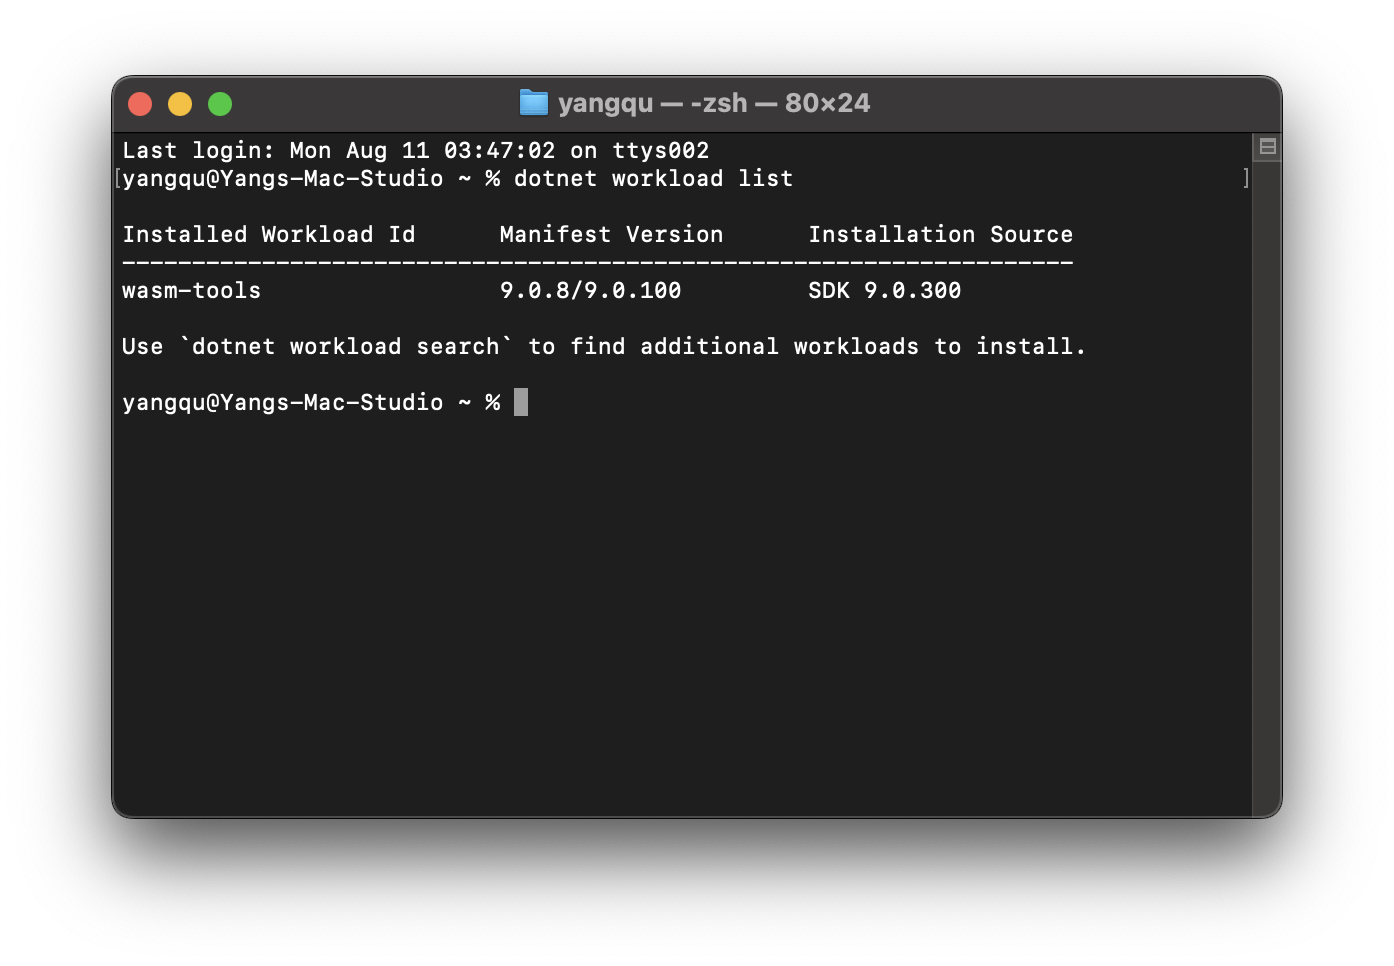 yangqu — -zsh — 80×24
Last login: Mon Aug 11 03:47:02 on ttys002
[yangqu@Yangs-Mac-Studio ~ % dotnet workload list ]
Installed Workload Id      Manifest Version      Installation Source
--------------------------------------------------------------------
wasm-tools                 9.0.8/9.0.100         SDK 9.0.300
Use `dotnet workload search` to find additional workloads to install.
yangqu@Yangs-Mac-Studio ~ %